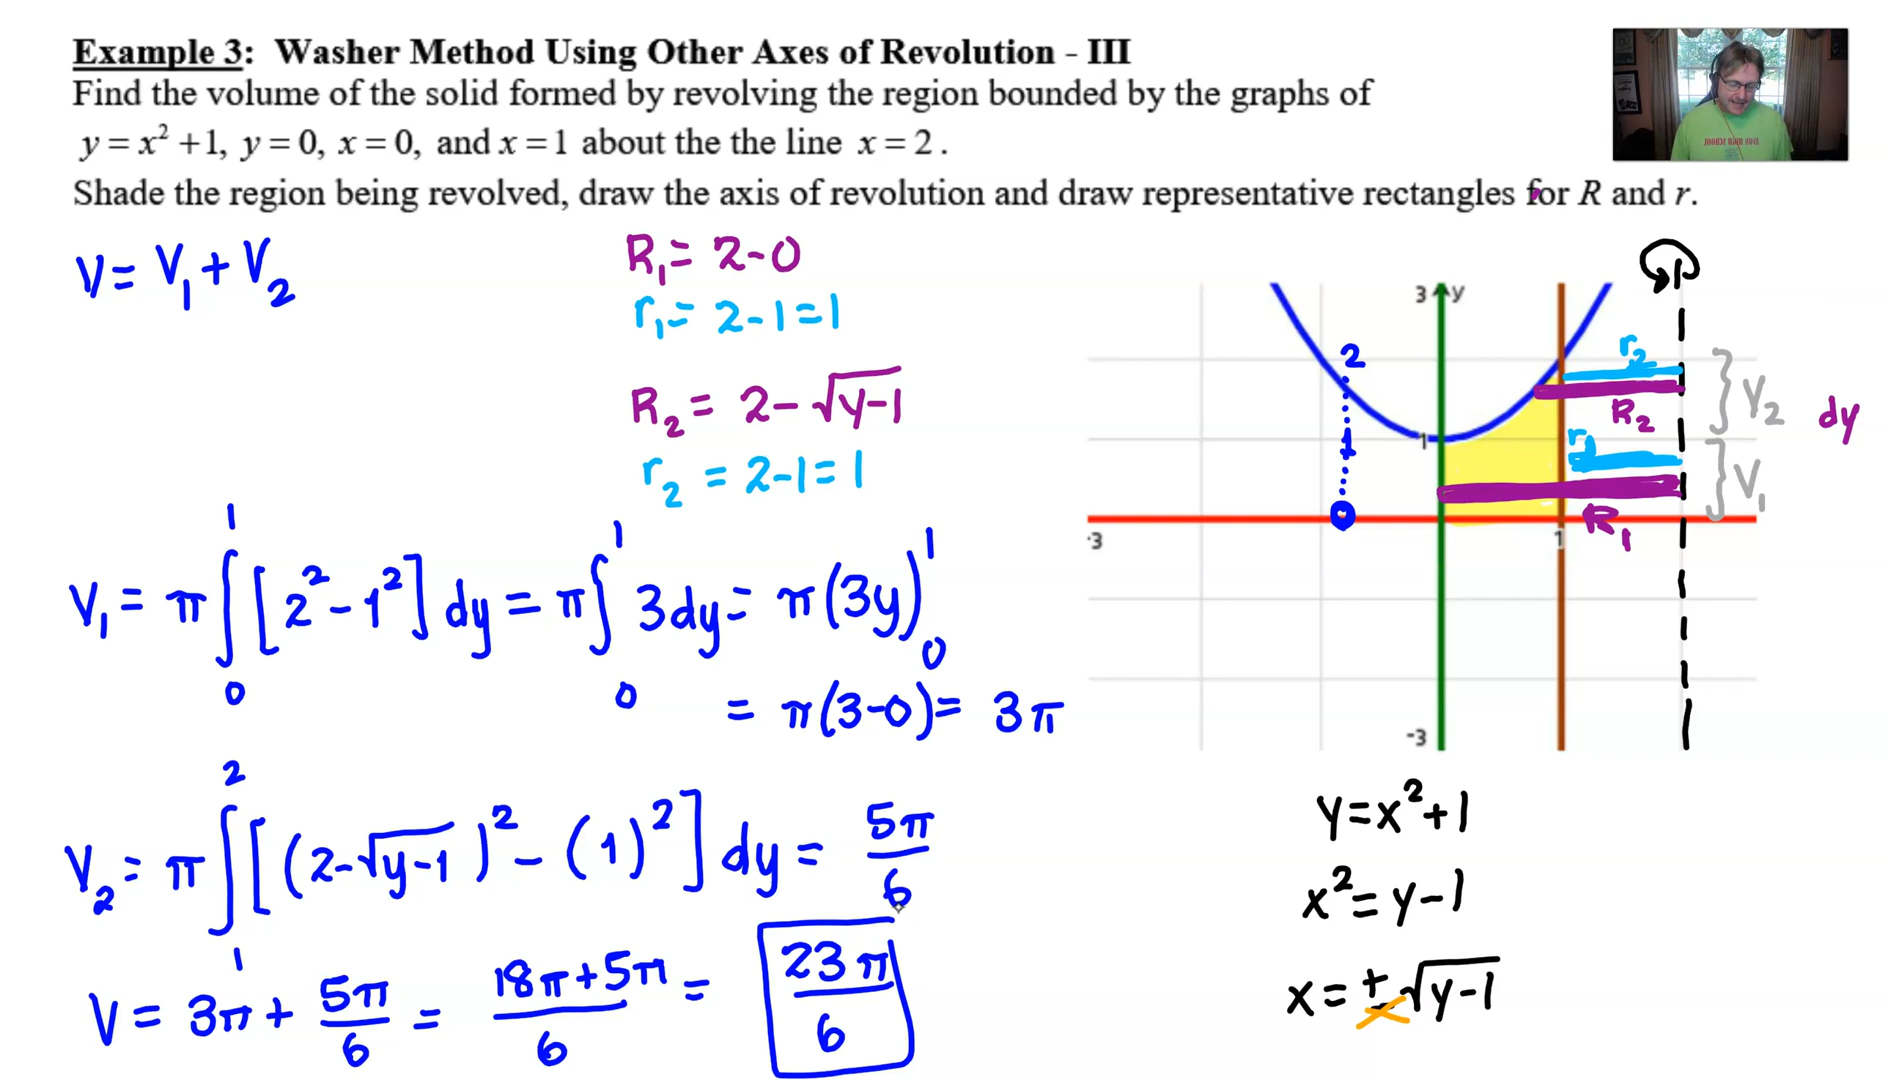 Example 3: Washer Method Using Other Axes of Revolution - III
Find the volume of the solid formed by revolving the region bounded by the graphs of
y = x² + 1, y = 0, x = 0, and x = 1 about the the line x = 2.
Shade the region being revolved, draw the axis of revolution and draw representative rectangles for R and r.
V = V₁ + V₂
R₁ = 2 - 0
r₁ = 2 - 1 = 1
R₂ = 2 - √(y-1)
r₂ = 2 - 1 = 1
V₁ = π ∫₀¹ [2² - 1²] dy = π ∫₀¹ 3dy = π(3y)₀¹
= π(3-0) = 3π
V₂ = π ∫₁² [(2-√(y-1))² - (1)²] dy = 5π/6
V = 3π + 5π/6 = (18π + 5π)/6 = 23π/6
3 y
2
r₂
R₂
V₂
dy
1
1
r₁
V₁
R₁
-3
1
-3
y = x² + 1
x² = y - 1
x = ±√(y-1)